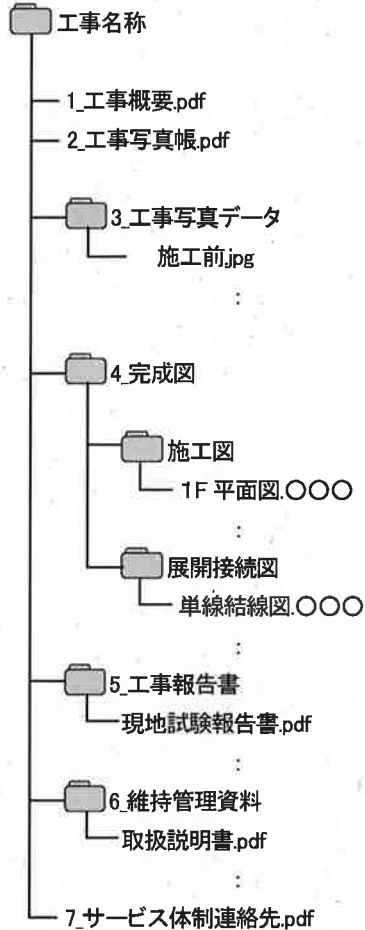 工事名称
1_工事概要.pdf
2_工事写真帳.pdf
3_工事写真データ
施工前.jpg
:
4_完成図
施工図
1F 平面図.〇〇〇
:
展開接続図
単線結線図.〇〇〇
:
5_工事報告書
現地試験報告書.pdf
:
6_維持管理資料
取扱説明書.pdf
:
7_サービス体制連絡先.pdf